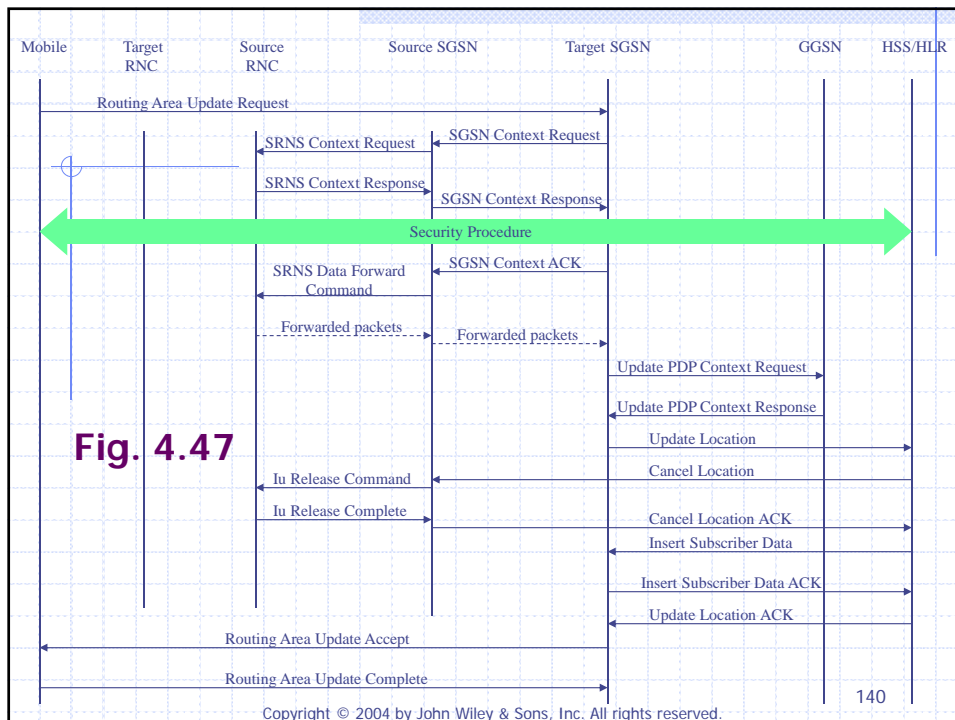 Mobile
Target
RNC
Source
RNC
Source SGSN
Target SGSN
GGSN
HSS/HLR
Routing Area Update Request
SGSN Context Request
SRNS Context Request
SRNS Context Response
SGSN Context Response
Security Procedure
SGSN Context ACK
SRNS Data Forward
Command
Forwarded packets
Forwarded packets
Update PDP Context Request
Update PDP Context Response
Fig. 4.47
Update Location
Cancel Location
Iu Release Command
Iu Release Complete
Cancel Location ACK
Insert Subscriber Data
Insert Subscriber Data ACK
Update Location ACK
Routing Area Update Accept
Routing Area Update Complete
140
Copyright © 2004 by John Wiley & Sons, Inc. All rights reserved.